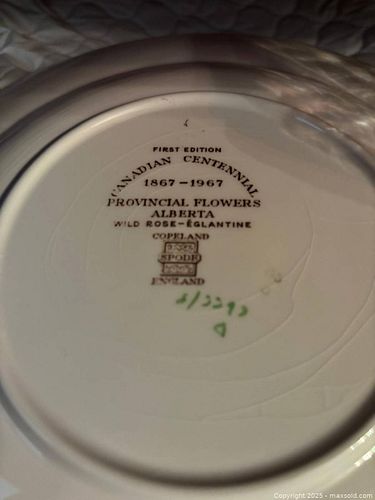 FIRST EDITION
CANADIAN CENTENNIAL
1867-1967
PROVINCIAL FLOWERS
ALBERTA
WILD ROSE-ÉGLANTINE
COPELAND
SPODE
ENGLAND
Copyright 2025 - maxsold.com